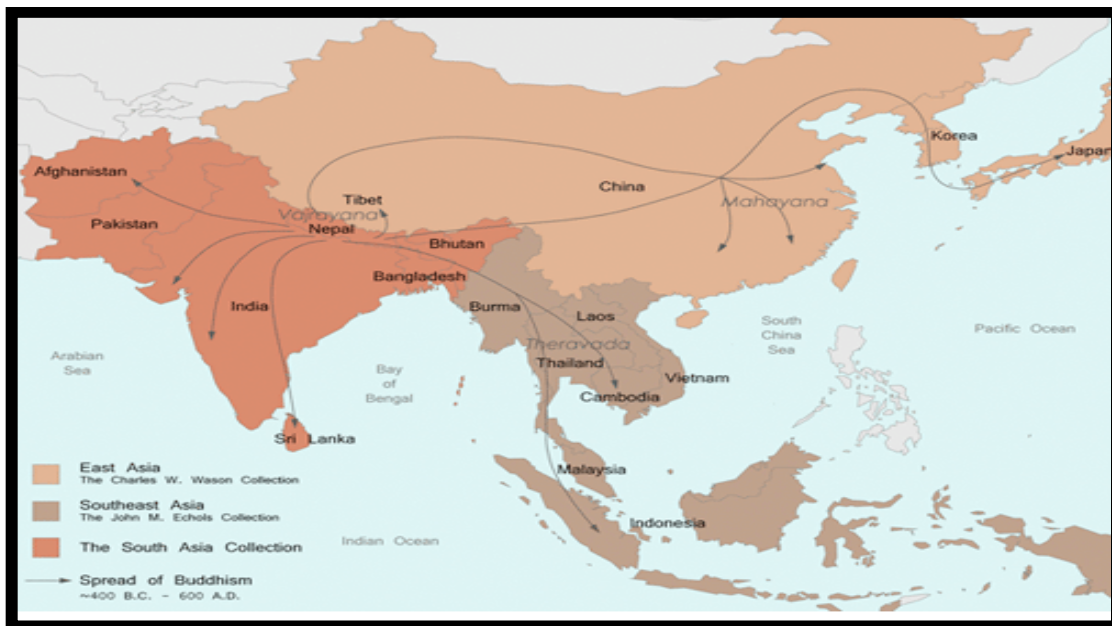 Korea
Japan
Afghanistan
China
Tibet
Mahayana
Vajrayana
Pakistan
Nepal
Bhutan
Bangladesh
India
Burma
Laos
South
China
Sea
Pacific Ocean
Arabian
Sea
Theravada
Thailand
Bay
of
Bengal
Vietnam
Cambodia
Sri Lanka
Malaysia
Indonesia
East Asia
The Charles W. Wason Collection
Southeast Asia
The John M. Echols Collection
The South Asia Collection
Indian Ocean
Spread of Buddhism
~400 B.C. - 600 A.D.